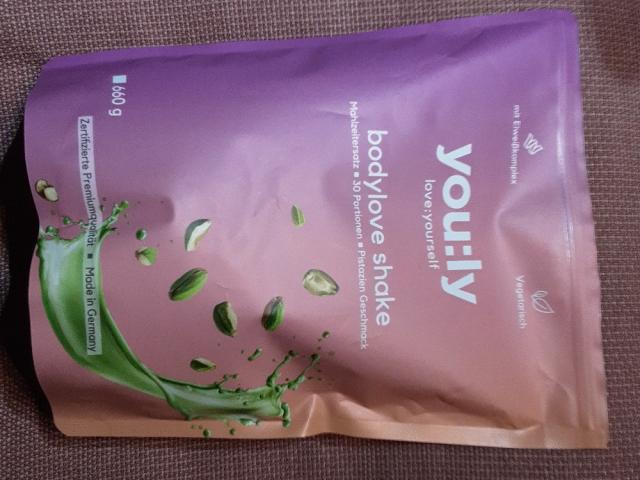 mit Eiweißkomplex
Vegetarisch
you:ly
love:yourself
bodylove shake
Mahlzeitersatz ■ 30 Portionen ■ Pistazien Geschmack
660 g
Zertifizierte Premiumqualität ■ Made in Germany